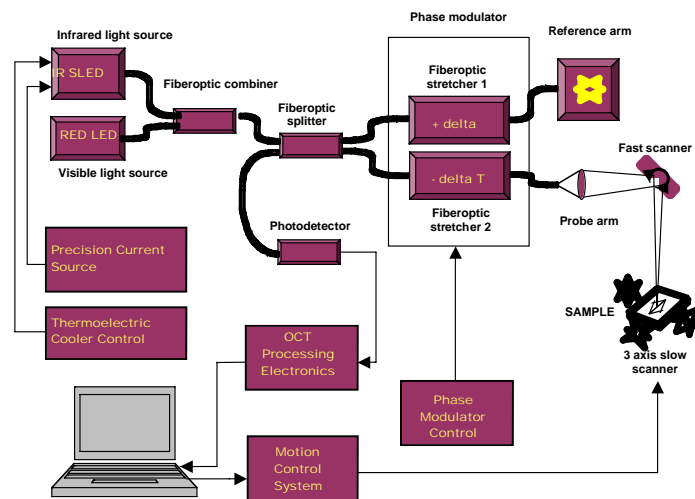 Phase modulator
Infrared light source
Reference arm
IR SLED
Fiberoptic combiner
Fiberoptic
stretcher 1
Fiberoptic
splitter
+ delta
RED LED
Visible light source
Fast scanner
- delta T
Photodetector
Fiberoptic
stretcher 2
Probe arm
Precision Current
Source
SAMPLE
Thermoelectric
Cooler Control
OCT
Processing
Electronics
3 axis slow
scanner
Phase
Modulator
Control
Motion
Control
System